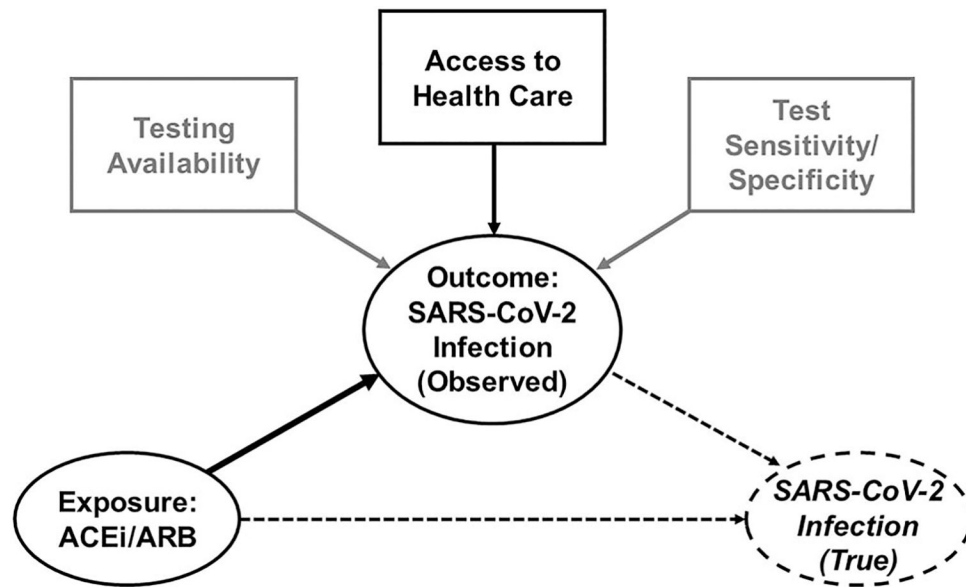 Access to
Health Care
Testing
Availability
Test
Sensitivity/
Specificity
Outcome:
SARS-CoV-2
Infection
(Observed)
Exposure:
ACEi/ARB
SARS-CoV-2
Infection
(True)